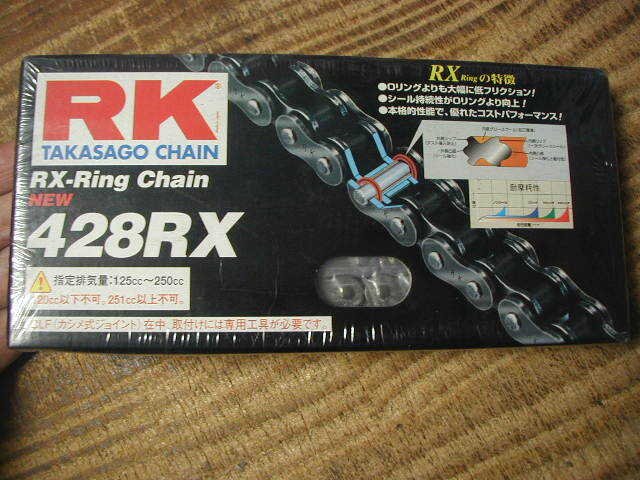 RK
TAKASAGO CHAIN
RX-Ring Chain
NEW
428RX
指定排気量:125cc～250cc
20cc以下不可。251cc以上不可。
CLF(カシメ式ジョイント)在中、取付けには専用工具が必要です。
RX Ringの特徴
●Oリングよりも大幅に低フリクション!
●シール持続性がOリングより向上!
●本格的性能で、優れたコストパフォーマンス!
耐摩耗性
RK